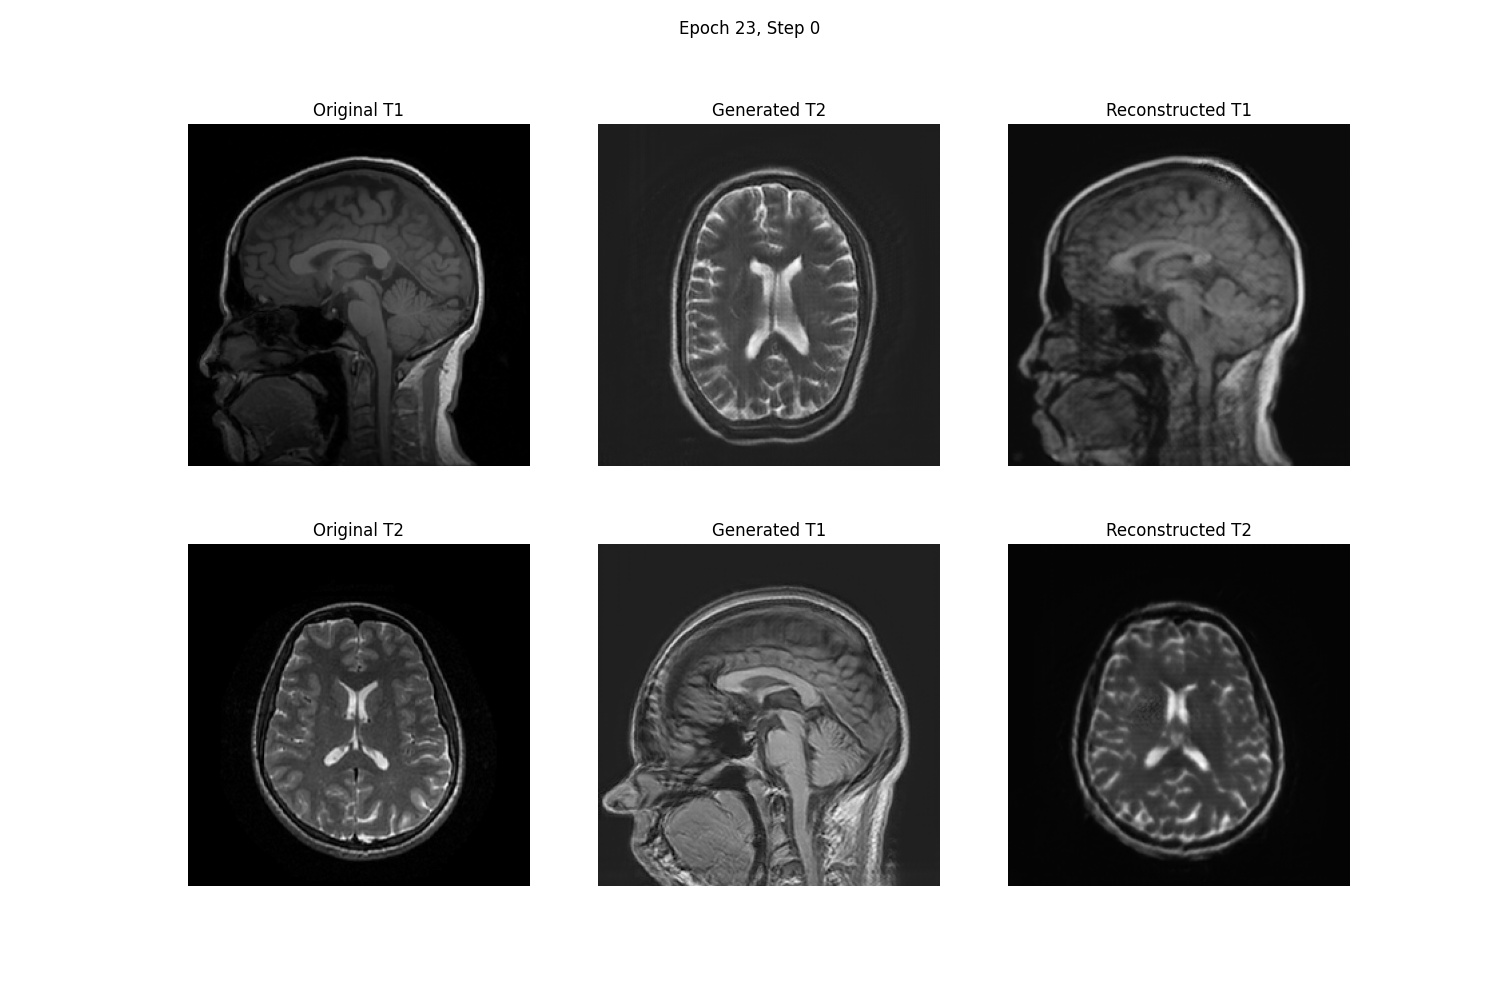 Epoch 23, Step 0
Original T1
Generated T2
Reconstructed T1
Original T2
Generated T1
Reconstructed T2